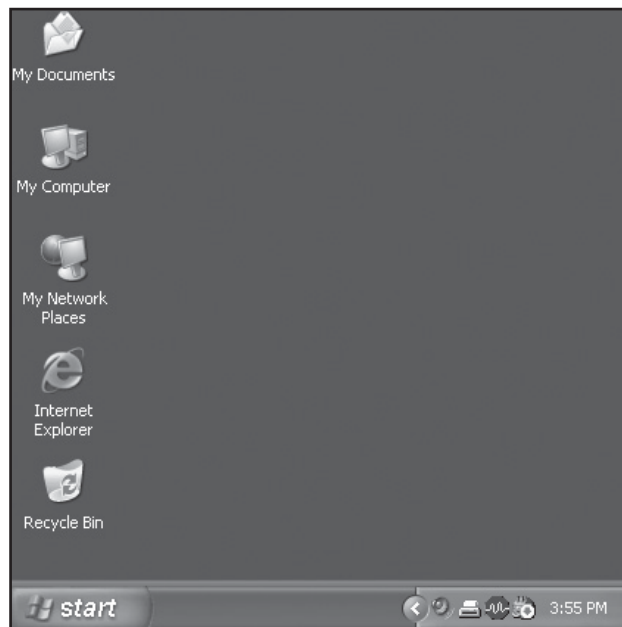 My Documents
My Computer
My Network
Places
Internet
Explorer
Recycle Bin
start
3:55 PM